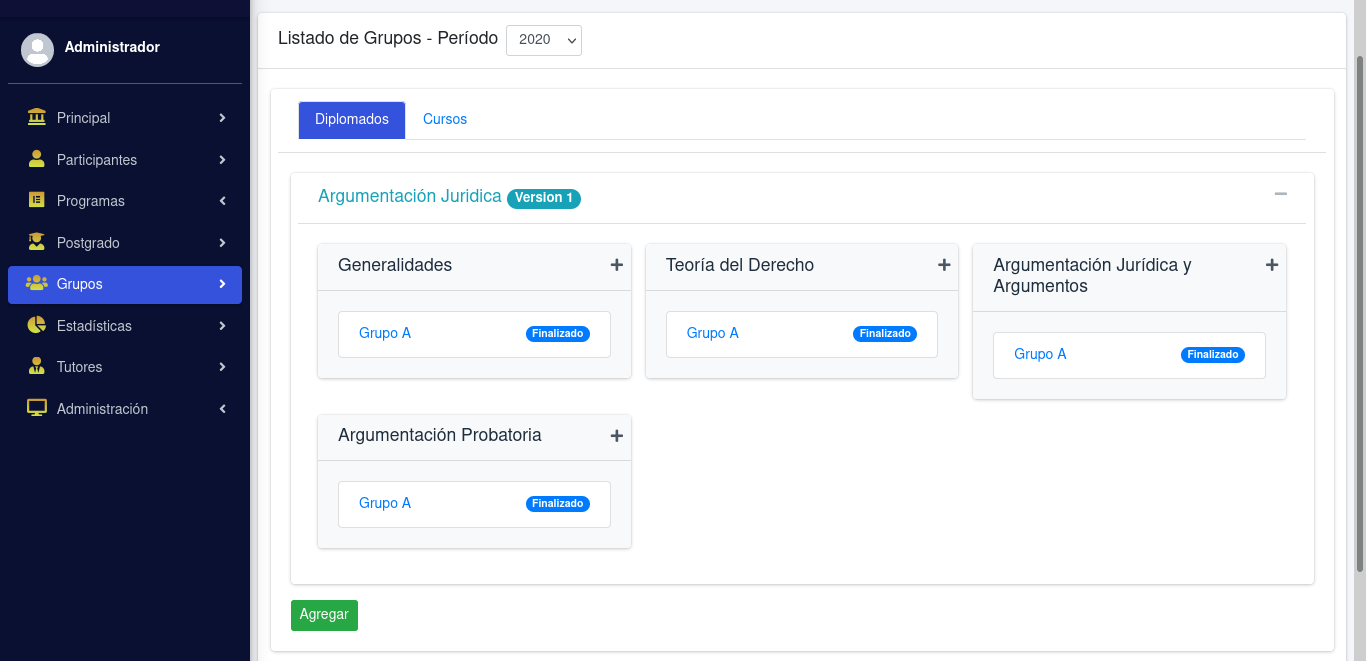 Administrador
Principal
Participantes
Programas
Postgrado
Grupos
Estadísticas
Tutores
Administración
Listado de Grupos - Período 2020
Diplomados Cursos
Argumentación Juridica Version 1
Generalidades
Grupo A Finalizado
Teoría del Derecho
Grupo A Finalizado
Argumentación Jurídica y
Argumentos
Grupo A Finalizado
Argumentación Probatoria
Grupo A Finalizado
Agregar